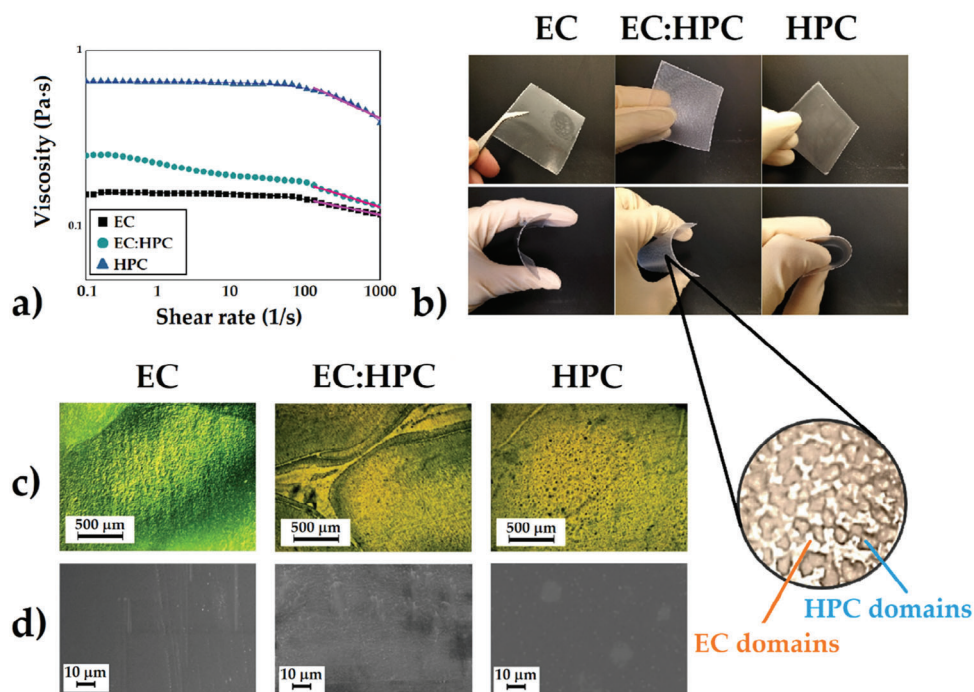 EC EC:HPC HPC
1
0.1
Viscosity (Pa·s)
EC
EC:HPC
HPC
0.1 1 10 100 1000
Shear rate (1/s)
a)
b)
EC EC:HPC HPC
c)
500 μm 500 μm 500 μm
d)
10 μm 10 μm 10 μm
HPC domains
EC domains